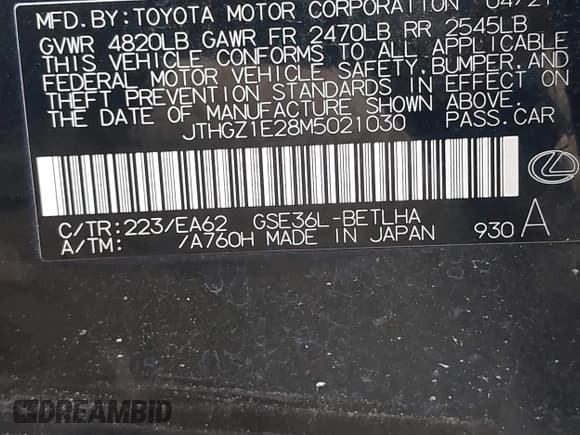 MFD.BY:TOYOTA MOTOR CORPORATION 04/21
GVWR 4820LB GAWR FR 2470LB RR 2545LB
THIS VEHICLE CONFORMS TO ALL APPLICABLE
FEDERAL MOTOR VEHICLE SAFETY,BUMPER,AND
THEFT PREVENTION STANDARDS IN EFFECT ON
THE DATE OF MANUFACTURE SHOWN ABOVE.
JTHGZ1E28M5021030 PASS.CAR
C/TR:223/EA62 GSE36L-BETLHA
A/TM: /A760H MADE IN JAPAN 930 A
DREAMBID